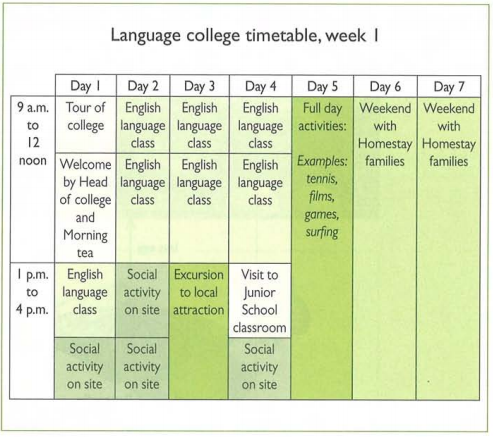 Language college timetable, week 1
Day 1 Day 2 Day 3 Day 4 Day 5 Day 6 Day 7
9 a.m.
to
12
noon
Tour of
college
English
language
class
English
language
class
English
language
class
Full day
activities:
Examples:
tennis,
films,
games,
surfing
Weekend
with
Homestay
families
Weekend
with
Homestay
families
Welcome
by Head
of college
and
Morning
tea
English
language
class
English
language
class
English
language
class
1 p.m.
to
4 p.m.
English
language
class
Social
activity
on site
Excursion
to local
attraction
Visit to
Junior
School
classroom
Social
activity
on site
Social
activity
on site
Social
activity
on site